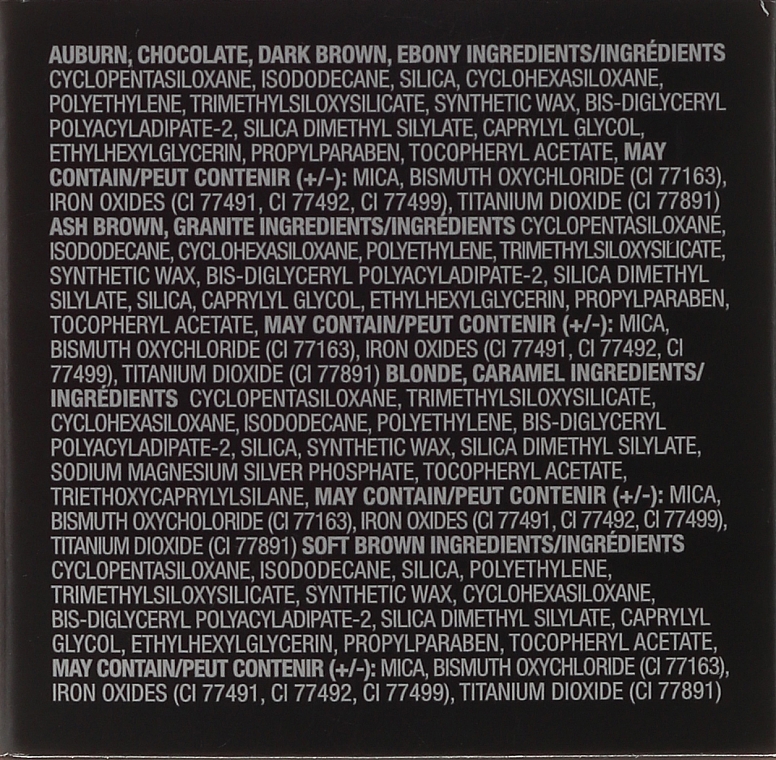 AUBURN, CHOCOLATE, DARK BROWN, EBONY INGREDIENTS/INGRÉDIENTS
CYCLOPENTASILOXANE, ISODODECANE, SILICA, CYCLOHEXASILOXANE,
POLYETHYLENE, TRIMETHYLSILOXYSILICATE, SYNTHETIC WAX, BIS-DIGLYCERYL
POLYACYLADIPATE-2, SILICA DIMETHYL SILYLATE, CAPRYLYL GLYCOL,
ETHYLHEXYLGLYCERIN, PROPYLPARABEN, TOCOPHERYL ACETATE, MAY
CONTAIN/PEUT CONTENIR (+/-): MICA, BISMUTH OXYCHLORIDE (CI 77163),
IRON OXIDES (CI 77491, CI 77492, CI 77499), TITANIUM DIOXIDE (CI 77891)
ASH BROWN, GRANITE INGREDIENTS/INGRÉDIENTS CYCLOPENTASILOXANE,
ISODODECANE, CYCLOHEXASILOXANE, POLYETHYLENE, TRIMETHYLSILOXYSILICATE,
SYNTHETIC WAX, BIS-DIGLYCERYL POLYACYLADIPATE-2, SILICA DIMETHYL
SILYLATE, SILICA, CAPRYLYL GLYCOL, ETHYLHEXYLGLYCERIN, PROPYLPARABEN,
TOCOPHERYL ACETATE, MAY CONTAIN/PEUT CONTENIR (+/-): MICA,
BISMUTH OXYCHLORIDE (CI 77163), IRON OXIDES (CI 77491, CI 77492, CI
77499), TITANIUM DIOXIDE (CI 77891) BLONDE, CARAMEL INGREDIENTS/
INGRÉDIENTS CYCLOPENTASILOXANE, TRIMETHYLSILOXYSILICATE,
CYCLOHEXASILOXANE, ISODODECANE, POLYETHYLENE, BIS-DIGLYCERYL
POLYACYLADIPATE-2, SILICA, SYNTHETIC WAX, SILICA DIMETHYL SILYLATE,
SODIUM MAGNESIUM SILVER PHOSPHATE, TOCOPHERYL ACETATE,
TRIETHOXYCAPRYLYLSILANE, MAY CONTAIN/PEUT CONTENIR (+/-): MICA,
BISMUTH OXYCHOLORIDE (CI 77163), IRON OXIDES (CI 77491, CI 77492, CI 77499),
TITANIUM DIOXIDE (CI 77891) SOFT BROWN INGREDIENTS/INGRÉDIENTS
CYCLOPENTASILOXANE, ISODODECANE, SILICA, POLYETHYLENE,
TRIMETHYLSILOXYSILICATE, SYNTHETIC WAX, CYCLOHEXASILOXANE,
BIS-DIGLYCERYL POLYACYLADIPATE-2, SILICA DIMETHYL SILYLATE, CAPRYLYL
GLYCOL, ETHYLHEXYLGLYCERIN, PROPYLPARABEN, TOCOPHERYL ACETATE,
MAY CONTAIN/PEUT CONTENIR (+/-): MICA, BISMUTH OXYCHLORIDE (CI 77163),
IRON OXIDES (CI 77491, CI 77492, CI 77499), TITANIUM DIOXIDE (CI 77891)